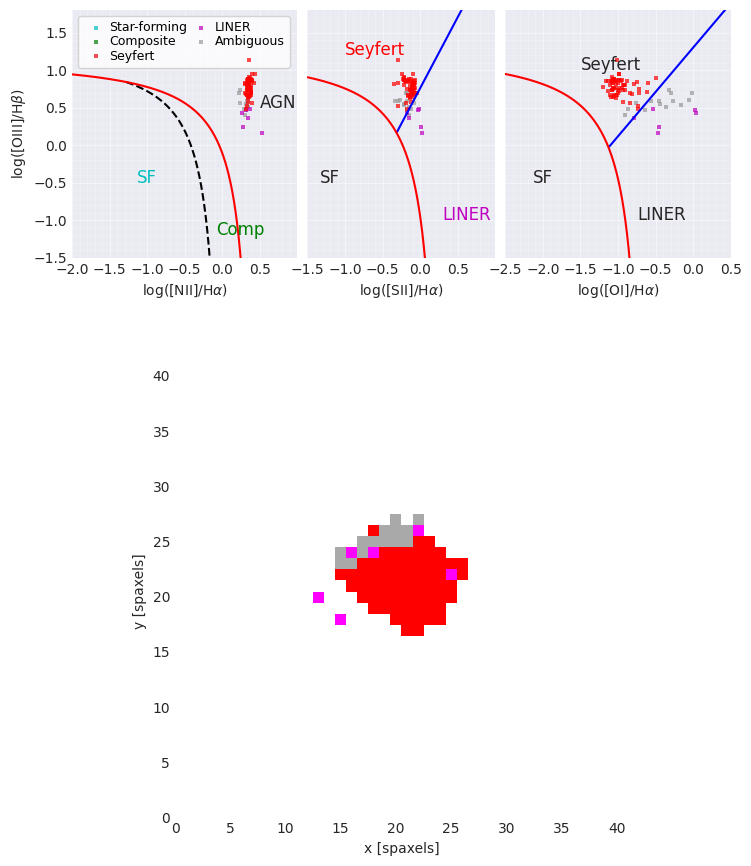 Star-forming LINER
Composite Ambiguous
Seyfert
Seyfert
Seyfert
AGN
SF
SF
SF
Comp
LINER
LINER
1.5
1.0
0.5
0.0
−0.5
−1.0
−1.5
log([OIII]/Hβ)
−2.0 −1.5 −1.0 −0.5 0.0 0.5
−1.5 −1.0 −0.5 0.0 0.5
−2.5 −2.0 −1.5 −1.0 −0.5 0.0 0.5
log([NII]/Hα)
log([SII]/Hα)
log([OI]/Hα)
40
35
30
25
20
15
10
5
0
y [spaxels]
0 5 10 15 20 25 30 35 40
x [spaxels]